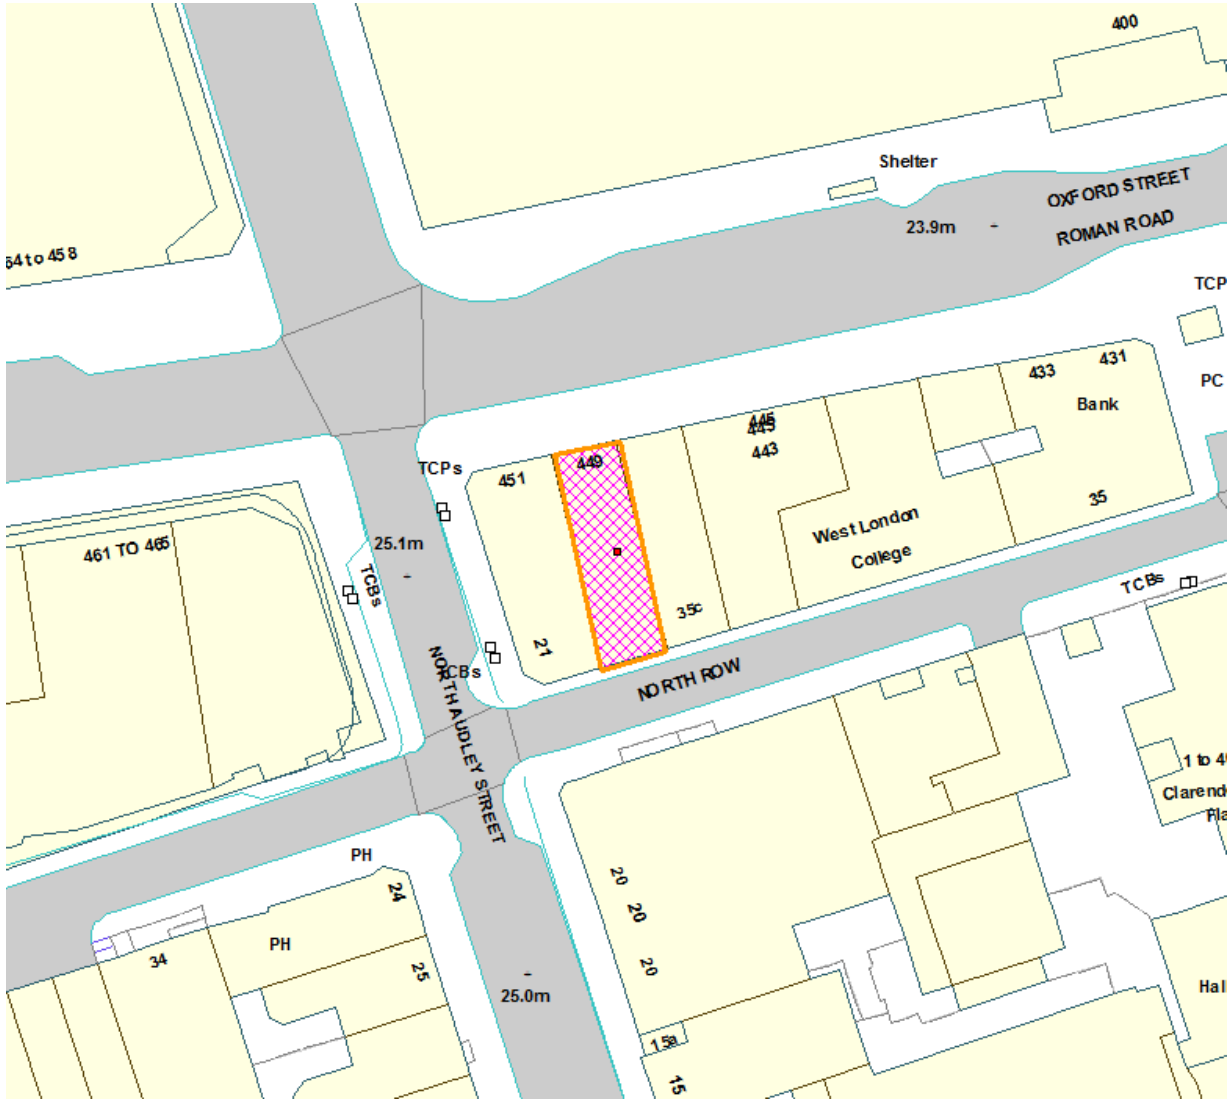 400
Shelter
OXFORD STREET
ROMAN ROAD
23.9m
64 to 458
TCP
433
431
PC
Bank
445
443
451
449
TCPs
461 TO 465
25.1m
TCBs
West London
College
35
TCBs
35c
21
TCBs
NORTH ROW
NORTH AUDLEY STREET
1 to 4
Clarend
Fla
PH
24
20
20
20
PH
25
34
25.0m
Hal
15a
15